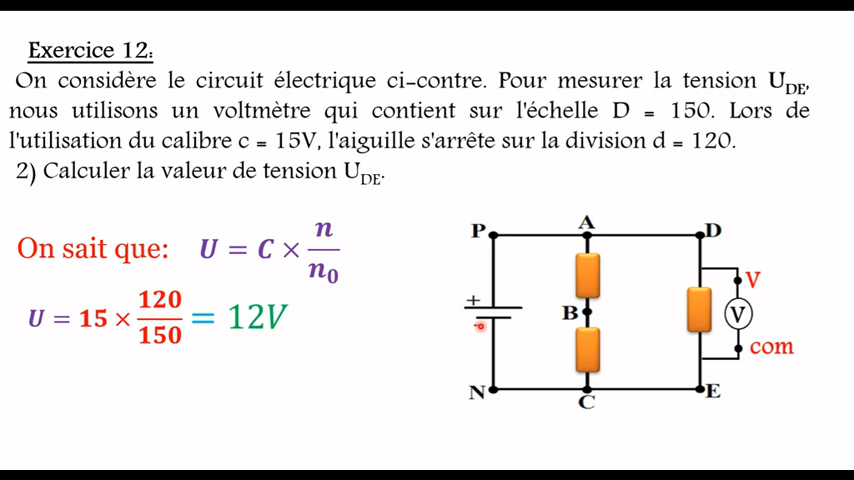 Exercice 12:
On considère le circuit électrique ci-contre. Pour mesurer la tension U_DE,
nous utilisons un voltmètre qui contient sur l'échelle D = 150. Lors de
l'utilisation du calibre c = 15V, l'aiguille s'arrête sur la division d = 120.
2) Calculer la valeur de tension U_DE.
On sait que: U = C × n/n₀
U = 15 × 120/150 = 12V
P A D
+ V
B V
- com
N C E